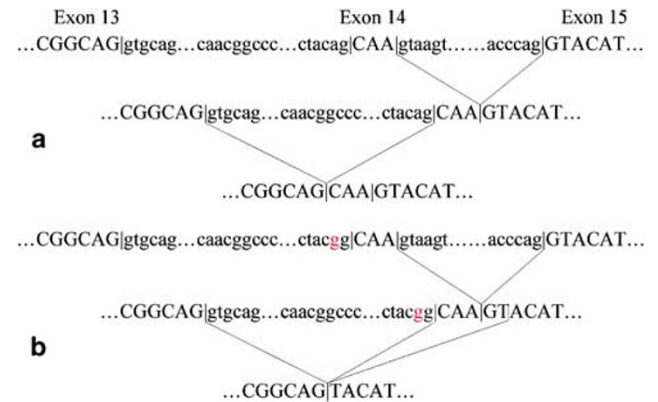 Exon 13 Exon 14 Exon 15
...CGGCAG|gtgcag...caacggccc...ctacag|CAA|gtaagt......acccag|GTACAT...
...CGGCAG|gtgcag...caacggccc...ctacag|CAA|GTACAT...
a
...CGGCAG|CAA|GTACAT...
...CGGCAG|gtgcag...caacggccc...ctacgg|CAA|gtaagt......acccag|GTACAT...
...CGGCAG|gtgcag...caacggccc...ctacgg|CAA|GTACAT...
b
...CGGCAG|TACAT...